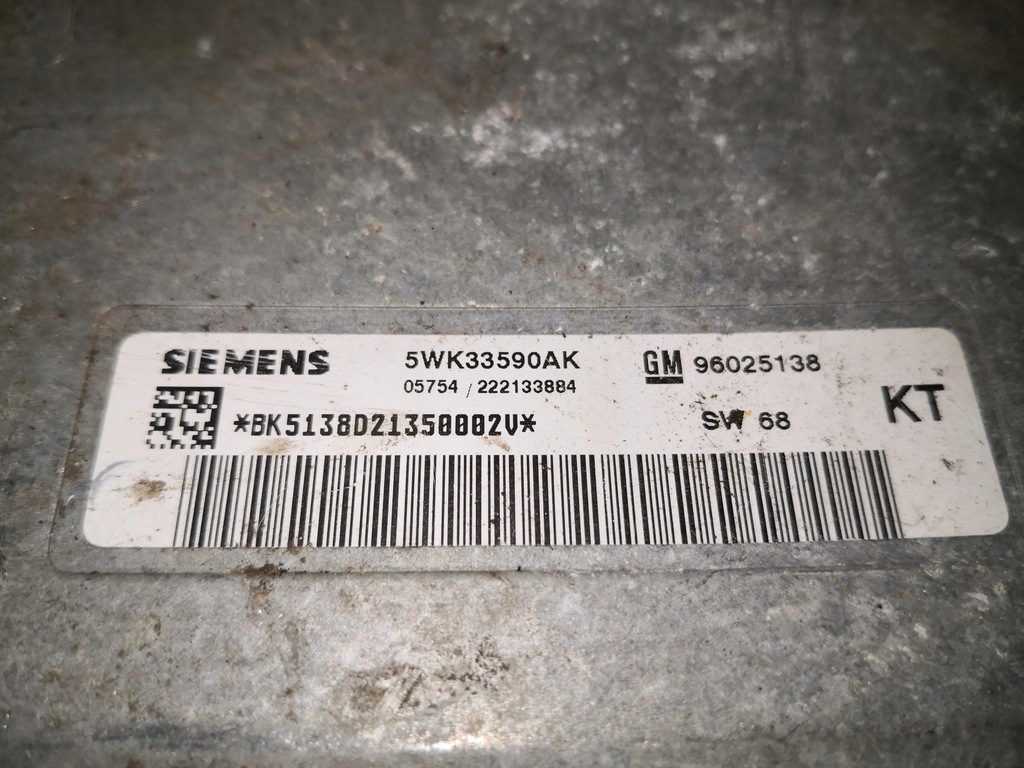 SIEMENS 5WK33590AK GM 96025138
05754 / 222133884
*BK5138D21350002V* SW 68 KT